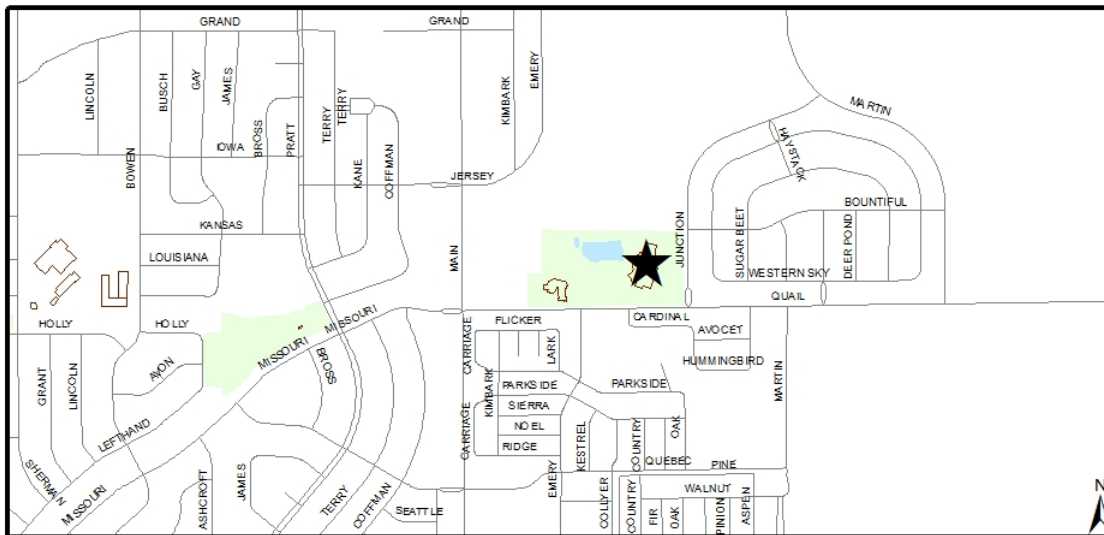 GRAND
GRAND
LINCOLN
BUSCH
GAY
JAMES
KIMBARK
EMERY
MARTIN
TERRY
TERRY
BOWEN
IOWA
BROSS
PRATT
KANE
COFFMAN
HAYSTACK
JERSEY
BOUNTIFUL
KANSAS
LOUISIANA
MAIN
JUNCTION
SUGAR BEET
DEER POND
WESTERN SKY
QUAIL
HOLLY
HOLLY
MISSOURI
MISSOURI
FLICKER
CARDINAL
AVOCET
HUMMINGBIRD
CARRIAGE
LARK
GRANT
LINCOLN
AVON
BROSS
KIMBARK
PARKSIDE
PARKSIDE
MARTIN
SIERRA
NOEL
RIDGE
CARRIAGE
KESTREL
COUNTRY
OAK
LEFTHAND
QUEBEC
PINE
SHERMAN
MISSOURI
ASHCROFT
JAMES
TERRY
COFFMAN
SEATTLE
EMERY
COLLYER
COUNTRY
WALNUT
FIR
OAK
PINION
ASPEN
N